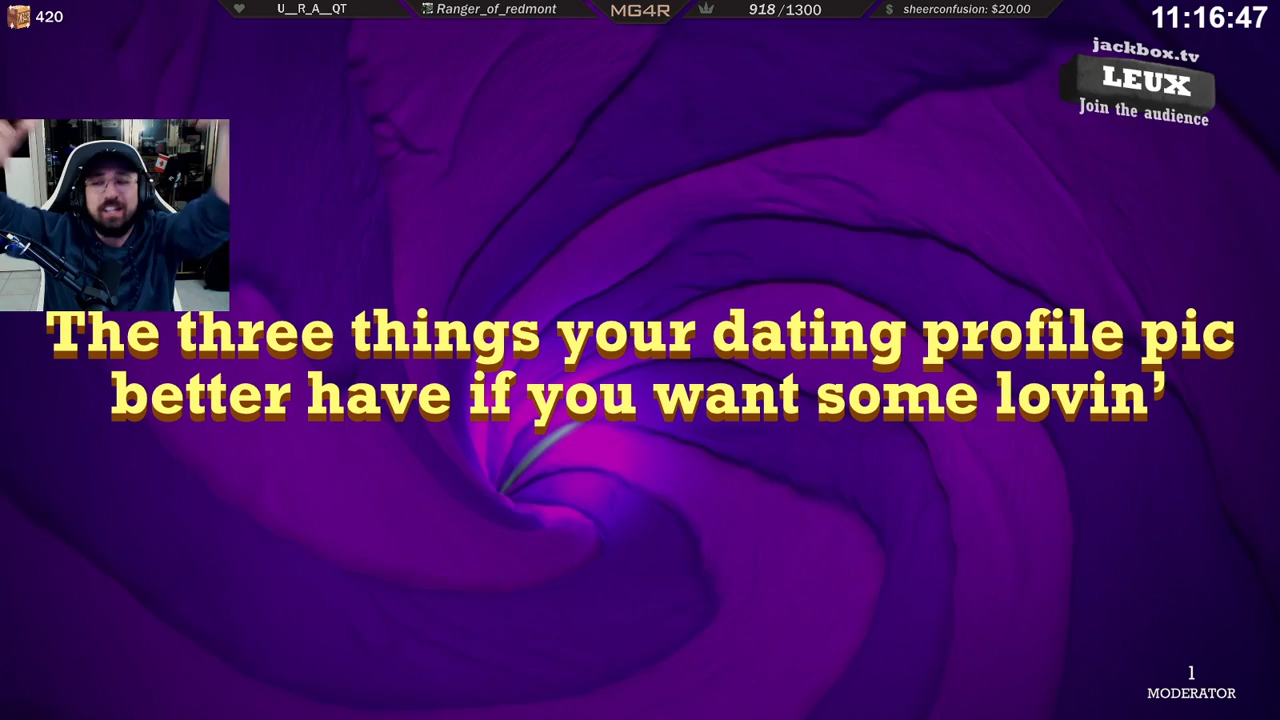 420
U__R_A__QT
Ranger_of_redmont
MG4R
918 /1300
$ sheerconfusion: $20.00
11:16:47
jackbox.tv
LEUX
Join the audience
The three things your dating profile pic
better have if you want some lovin’
1
MODERATOR